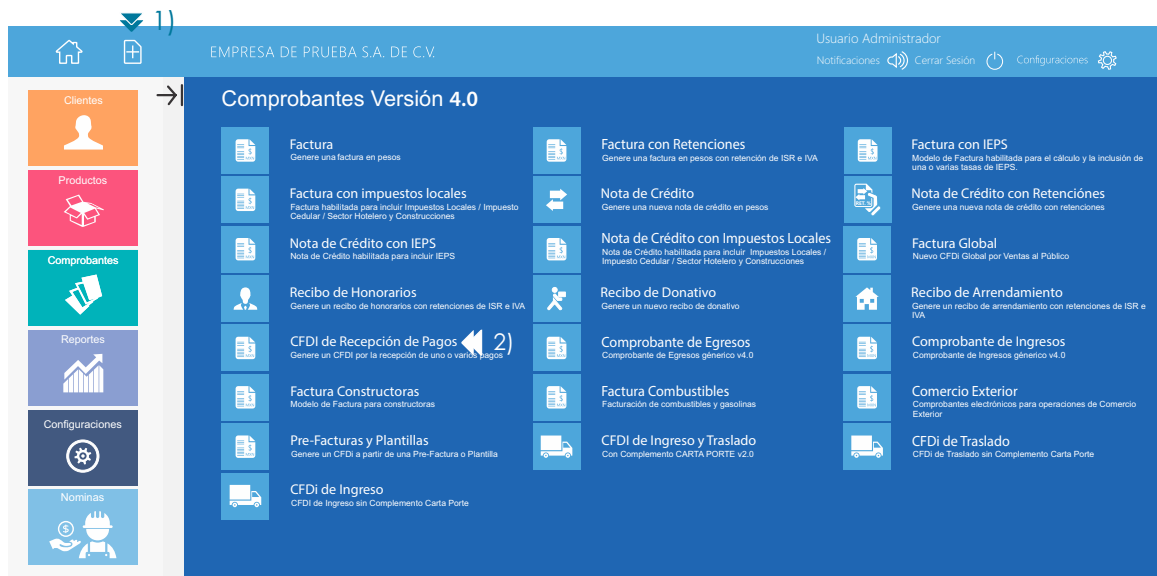 1)
EMPRESA DE PRUEBA S.A. DE C.V.
Usuario Administrador
Notificaciones Cerrar Sesión Configuraciones
Clientes
Productos
Comprobantes
Reportes
Configuraciones
Nominas
$
Comprobantes Versión 4.0
Factura
Genere una factura en pesos
Factura con Retenciones
Genere una factura en pesos con retención de ISR e IVA
Factura con IEPS
Modelo de Factura habilitada para el cálculo y la inclusión de
una o varias tasas de IEPS.
Factura con impuestos locales
Factura habilitada para incluir Impuestos Locales / Impuesto
Cedular / Sector Hotelero y Construcciones
Nota de Crédito
Genere una nueva nota de crédito en pesos
Nota de Crédito con Retenciónes
Genere una nueva nota de crédito con retenciones
Nota de Crédito con IEPS
Nota de Crédito habilitada para incluir IEPS
Nota de Crédito con Impuestos Locales
Nota de Crédito habilitada para incluir Impuestos Locales /
Impuesto Cedular / Sector Hotelero y Construcciones
Factura Global
Nuevo CFDi Global por Ventas al Público
Recibo de Honorarios
Genere un recibo de honorarios con retenciones de ISR e IVA
Recibo de Donativo
Genere un nuevo recibo de donativo
Recibo de Arrendamiento
Genere un recibo de arrendamiento con retenciones de ISR e
IVA
CFDI de Recepción de Pagos 2)
Genere un CFDI por la recepción de uno o varios pagos
Comprobante de Egresos
Comprobante de Egresos génerico v4.0
Comprobante de Ingresos
Comprobante de Ingresos génerico v4.0
Factura Constructoras
Modelo de Factura para constructoras
Factura Combustibles
Facturación de combustibles y gasolinas
Comercio Exterior
Comprobantes electrónicos para operaciones de Comercio
Exterior
Pre-Facturas y Plantillas
Genere un CFDi a partir de una Pre-Factura o Plantilla
CFDI de Ingreso y Traslado
Con Complemento CARTA PORTE v2.0
CFDi de Traslado
CFDi de Traslado sin Complemento Carta Porte
CFDi de Ingreso
CFDI de Ingreso sin Complemento Carta Porte